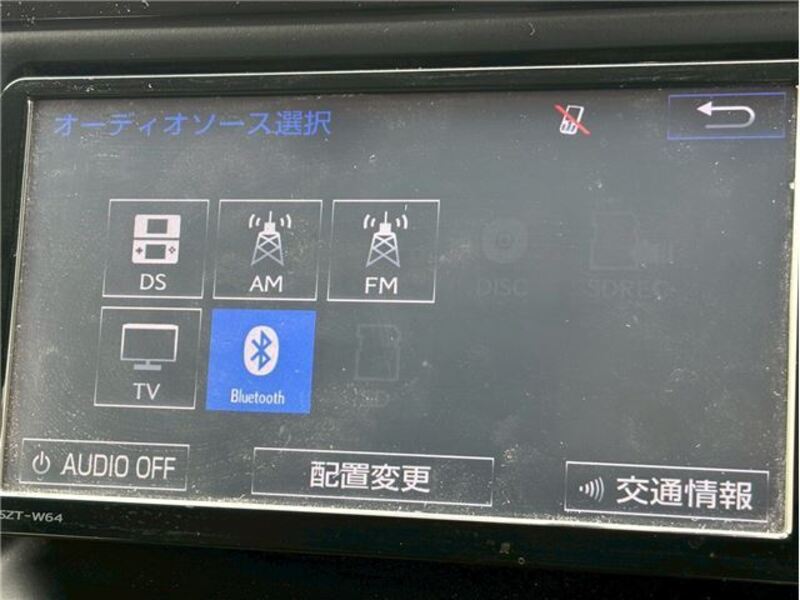 オーディオソース選択
DS
AM
FM
DISC
TV
Bluetooth
AUDIO OFF
配置変更
交通情報
SZT-W64